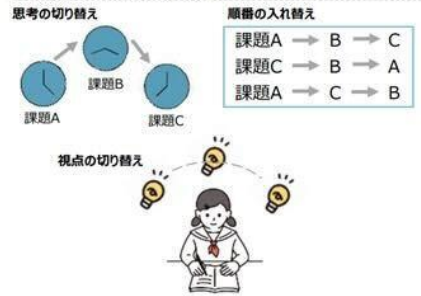 思考の切り替え
課題A
課題B
課題C
順番の入れ替え
課題A → B → C
課題C → B → A
課題A → C → B
視点の切り替え